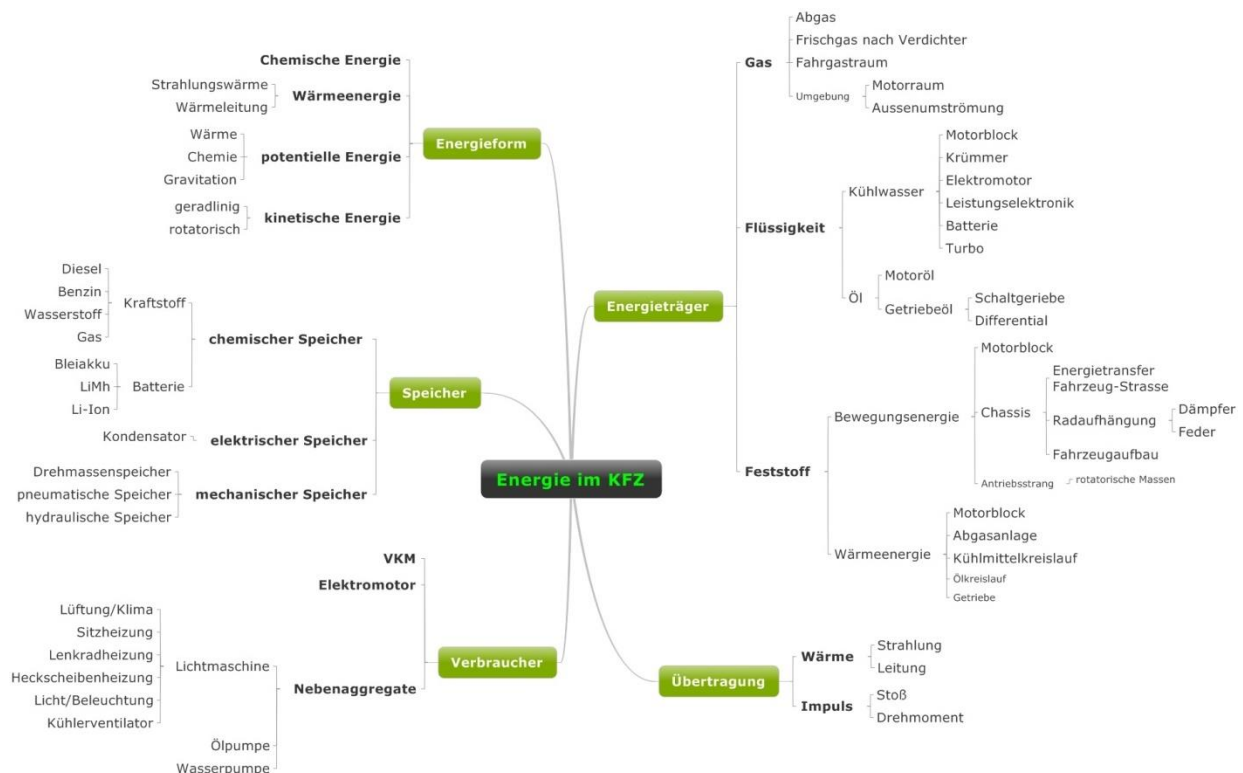 Energie im KFZ
Energieform
Chemische Energie
Wärmeenergie
Strahlungswärme
Wärmeleitung
potentielle Energie
Wärme
Chemie
Gravitation
kinetische Energie
geradlinig
rotatorisch
Speicher
chemischer Speicher
Kraftstoff
Diesel
Benzin
Wasserstoff
Gas
Batterie
Bleiakku
LiMh
Li-Ion
elektrischer Speicher
Kondensator
mechanischer Speicher
Drehmassenspeicher
pneumatische Speicher
hydraulische Speicher
Verbraucher
VKM
Elektromotor
Nebenaggregate
Lichtmaschine
Lüftung/Klima
Sitzheizung
Lenkradheizung
Heckscheibenheizung
Licht/Beleuchtung
Kühlerventilator
Ölpumpe
Wasserpumpe
Energieträger
Gas
Abgas
Frischgas nach Verdichter
Fahrgastraum
Umgebung
Motorraum
Aussenumströmung
Flüssigkeit
Kühlwasser
Motorblock
Krümmer
Elektromotor
Leistungselektronik
Batterie
Turbo
Öl
Motoröl
Getriebeöl
Schaltgeriebe
Differential
Feststoff
Bewegungsenergie
Motorblock
Chassis
Energietransfer
Fahrzeug-Strasse
Radaufhängung
Dämpfer
Feder
Fahrzeugaufbau
Antriebsstrang
rotatorische Massen
Wärmeenergie
Motorblock
Abgasanlage
Kühlmittelkreislauf
Ölkreislauf
Getriebe
Übertragung
Wärme
Strahlung
Leitung
Impuls
Stoß
Drehmoment